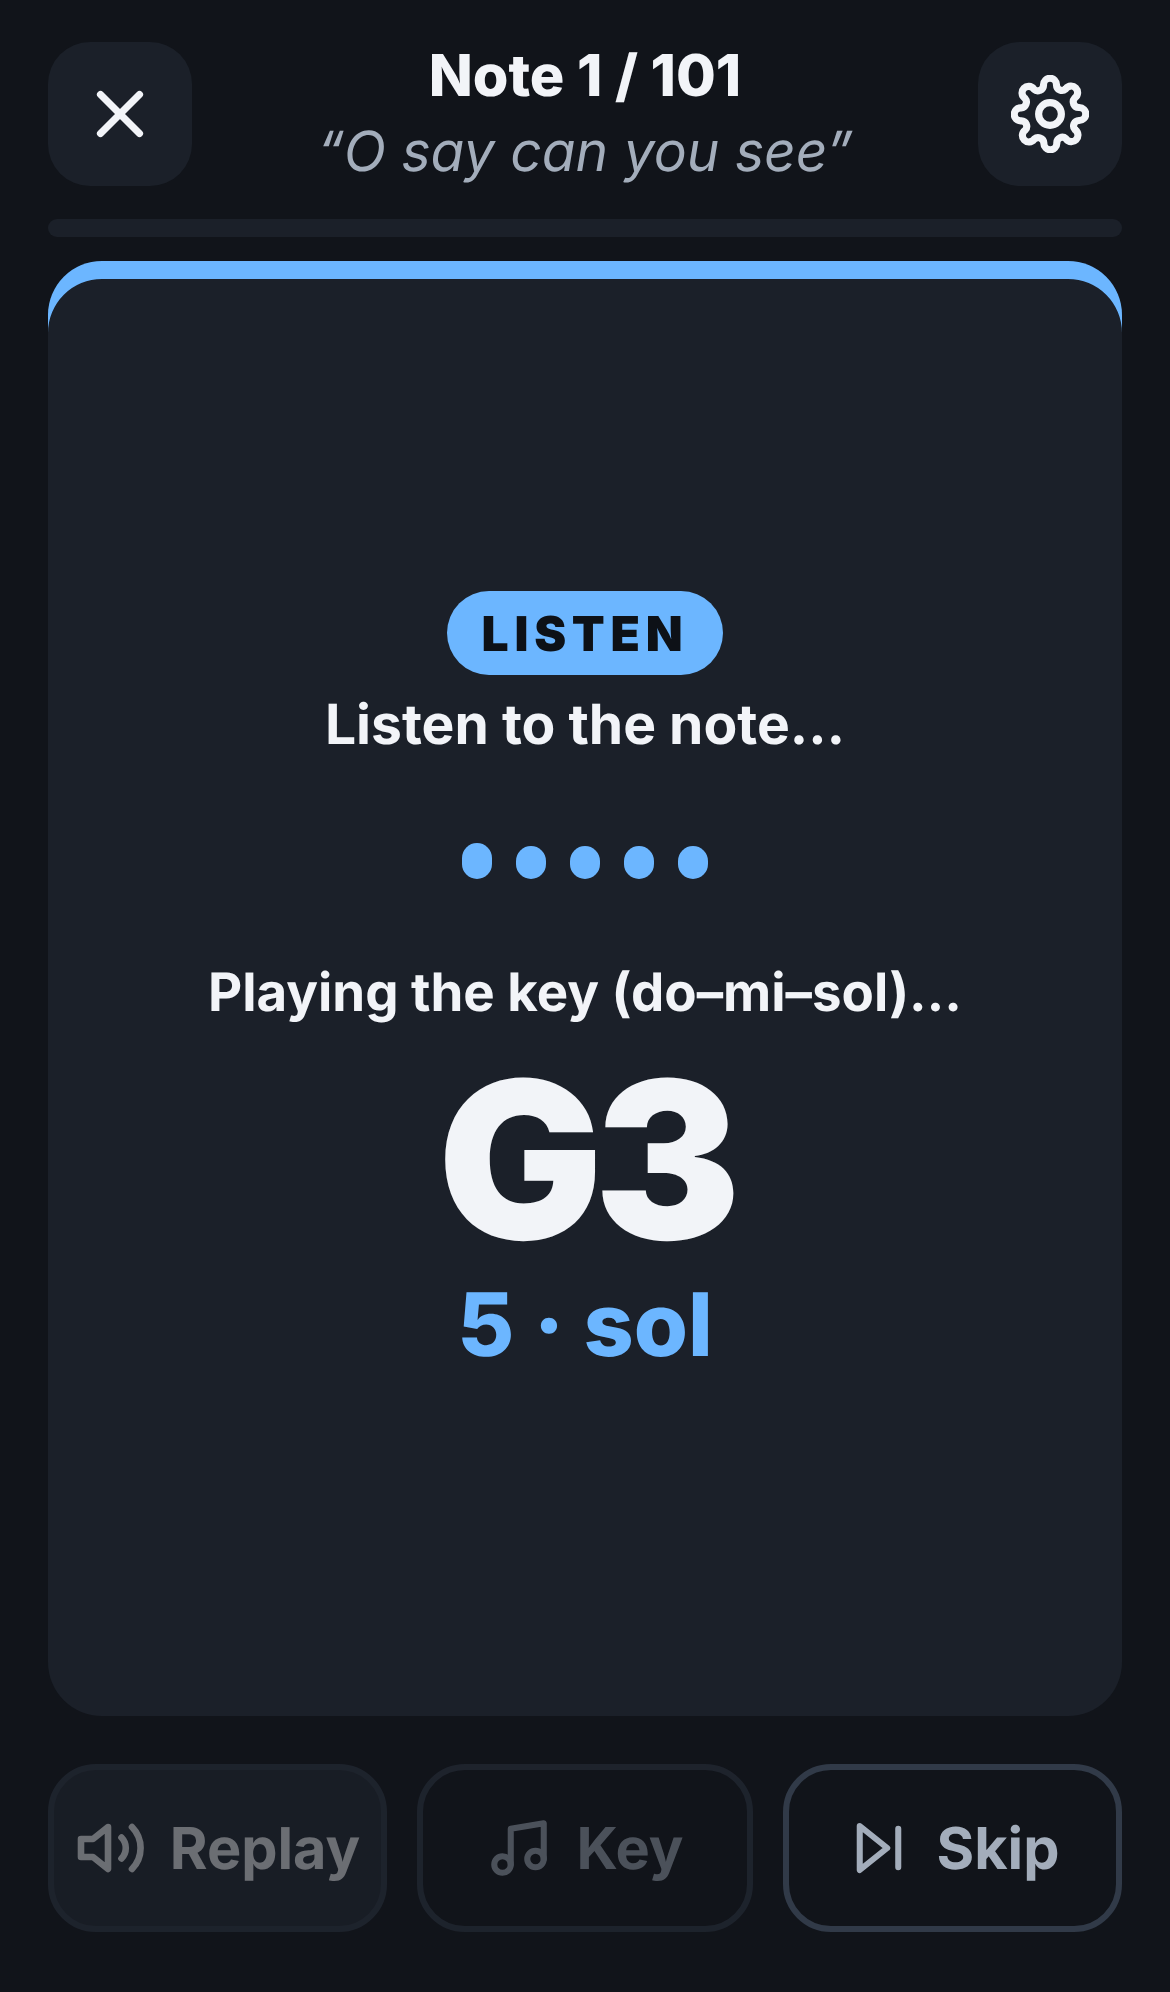 Note 1 / 101
“O say can you see”
LISTEN
Listen to the note…
Playing the key (do–mi–sol)…
G3
5 · sol
Replay
Key
Skip